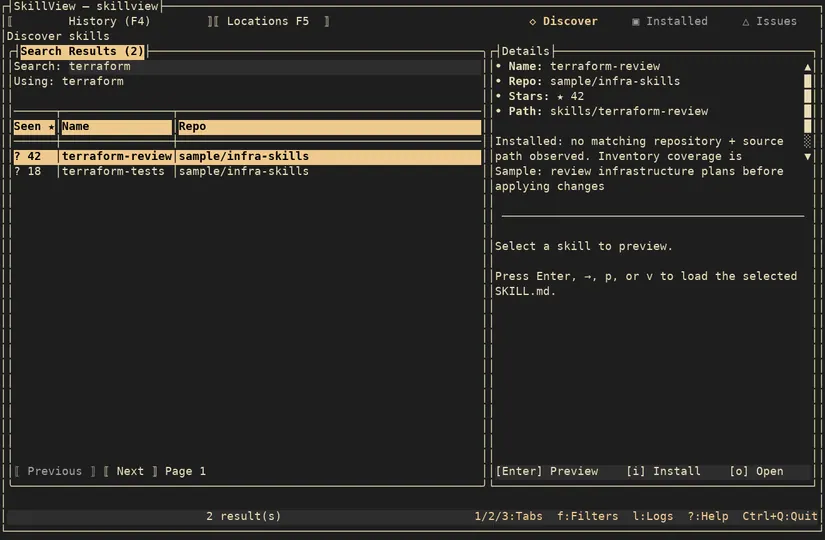 SkillView — skillview
History (F4) Locations F5 ◇ Discover ▣ Installed △ Issues
Discover skills
Search Results (2)
Search: terraform
Using: terraform
Seen ★ Name Repo
? 42 terraform-review sample/infra-skills
? 18 terraform-tests sample/infra-skills
⟦ Previous ⟧ ⟦ Next ⟧ Page 1
Details
• Name: terraform-review
• Repo: sample/infra-skills
• Stars: ★ 42
• Path: skills/terraform-review
Installed: no matching repository + source
path observed. Inventory coverage is
Sample: review infrastructure plans before
applying changes
Select a skill to preview.
Press Enter, →, p, or v to load the selected
SKILL.md.
[Enter] Preview [i] Install [o] Open
2 result(s) 1/2/3:Tabs f:Filters l:Logs ?:Help Ctrl+Q:Quit